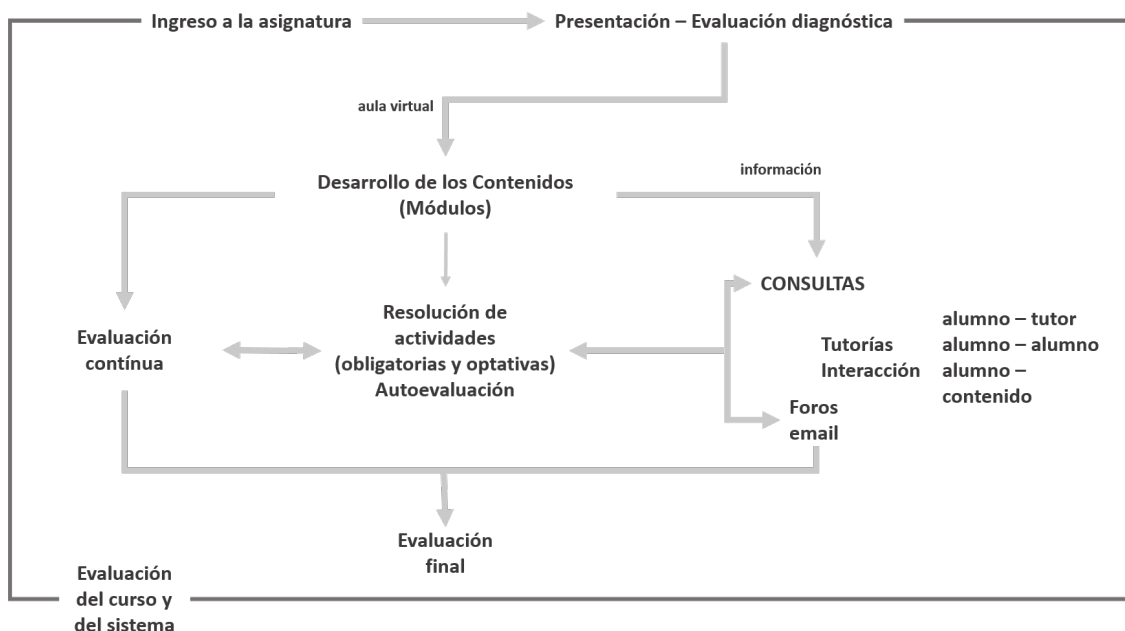 Ingreso a la asignatura
Presentación – Evaluación diagnóstica
aula virtual
información
Desarrollo de los Contenidos
(Módulos)
CONSULTAS
Evaluación
contínua
Resolución de
actividades
(obligatorias y optativas)
Autoevaluación
Tutorías
Interacción
alumno – tutor
alumno – alumno
alumno –
contenido
Foros
email
Evaluación
final
Evaluación
del curso y
del sistema